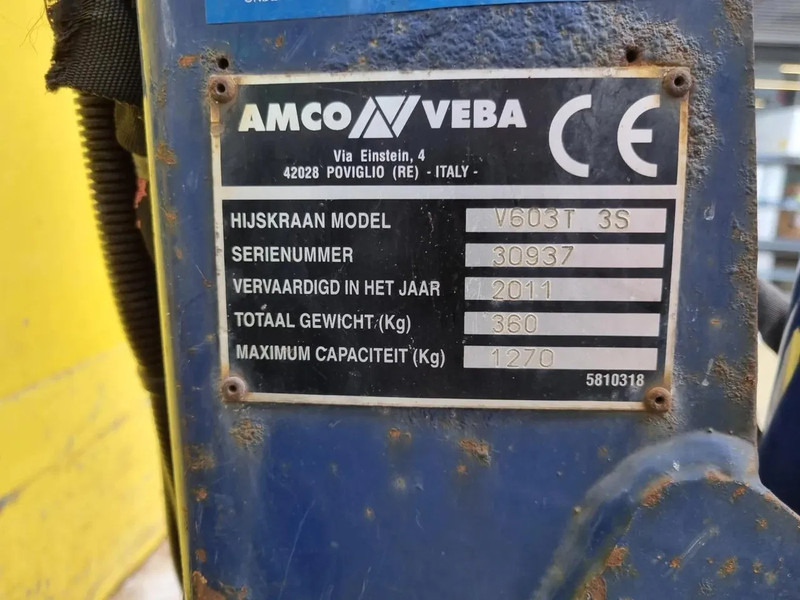 AMCO VEBA CE
Via Einstein, 4
42028 POVIGLIO (RE) - ITALY -
HIJSKRAAN MODEL V603T 3S
SERIENUMMER 30937
VERVAARDIGD IN HET JAAR 2011
TOTAAL GEWICHT (Kg) 360
MAXIMUM CAPACITEIT (Kg) 1270
5810318